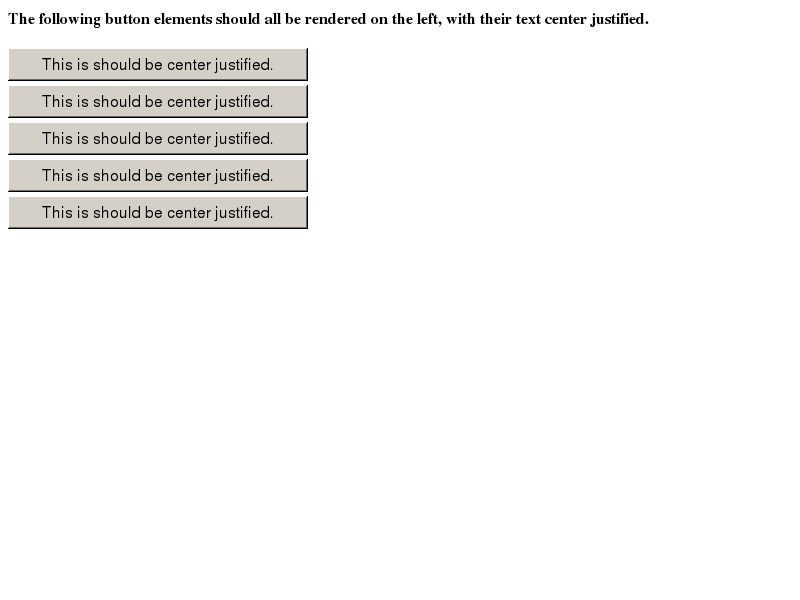 The following button elements should all be rendered on the left, with their text center justified.
This is should be center justified.
This is should be center justified.
This is should be center justified.
This is should be center justified.
This is should be center justified.